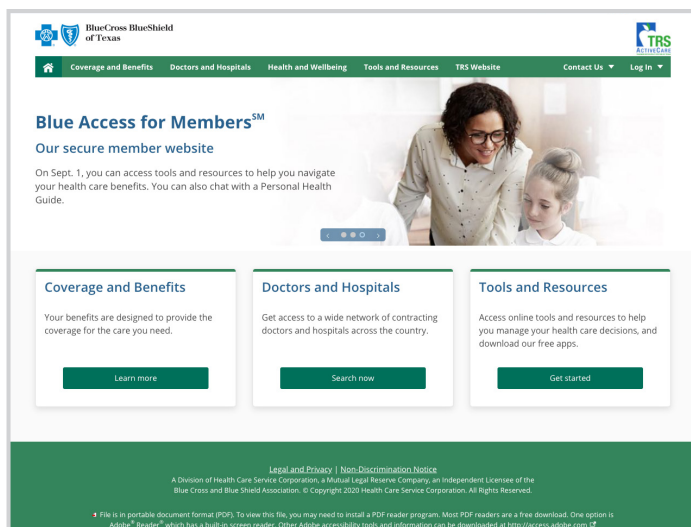 BlueCross BlueShield
of Texas
TRS
ACTIVECARE
Coverage and Benefits Doctors and Hospitals Health and Wellbeing Tools and Resources TRS Website Contact Us Log In
Blue Access for Members℠
Our secure member website
On Sept. 1, you can access tools and resources to help you navigate
your health care benefits. You can also chat with a Personal Health
Guide.
Coverage and Benefits
Your benefits are designed to provide the
coverage for the care you need.
Learn more
Doctors and Hospitals
Get access to a wide network of contracting
doctors and hospitals across the country.
Search now
Tools and Resources
Access online tools and resources to help
you manage your health care decisions, and
download our free apps.
Get started
Legal and Privacy | Non-Discrimination Notice
A Division of Health Care Service Corporation, a Mutual Legal Reserve Company, an Independent Licensee of the
Blue Cross and Blue Shield Association. © Copyright 2020 Health Care Service Corporation. All Rights Reserved.
File is in portable document format (PDF). To view this file, you may need to install a PDF reader program. Most PDF readers are a free download. One option is
Adobe® Reader® which has a built-in screen reader. Other Adobe accessibility tools and information can be downloaded at http://access.adobe.com